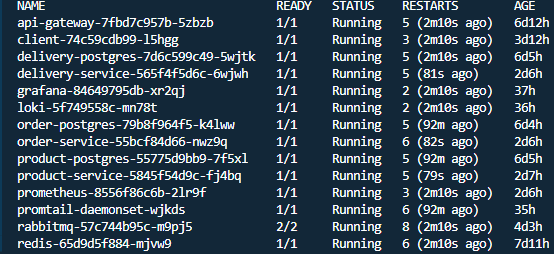 NAME READY STATUS RESTARTS AGE
api-gateway-7fbd7c957b-5zbzb 1/1 Running 5 (2m10s ago) 6d12h
client-74c59cdb99-l5hgg 1/1 Running 3 (2m10s ago) 3d12h
delivery-postgres-7d6c599c49-5wjtk 1/1 Running 5 (2m10s ago) 6d5h
delivery-service-565f4f5d6c-6wjwh 1/1 Running 5 (81s ago) 2d6h
grafana-84649795db-xr2qj 1/1 Running 2 (2m10s ago) 37h
loki-5f749558c-mn78t 1/1 Running 2 (2m10s ago) 36h
order-postgres-79b8f964f5-k4lww 1/1 Running 5 (92m ago) 6d4h
order-service-55bcf84d66-nwz9q 1/1 Running 6 (82s ago) 2d6h
product-postgres-55775d9bb9-7f5xl 1/1 Running 5 (92m ago) 6d5h
product-service-5845f54d9c-fj4bq 1/1 Running 5 (79s ago) 2d7h
prometheus-8556f86c6b-2lr9f 1/1 Running 3 (2m10s ago) 2d6h
promtail-daemonset-wjkds 1/1 Running 6 (92m ago) 35h
rabbitmq-57c744b95c-m9pj5 2/2 Running 8 (2m10s ago) 4d3h
redis-65d9d5f884-mjvw9 1/1 Running 6 (2m10s ago) 7d11h